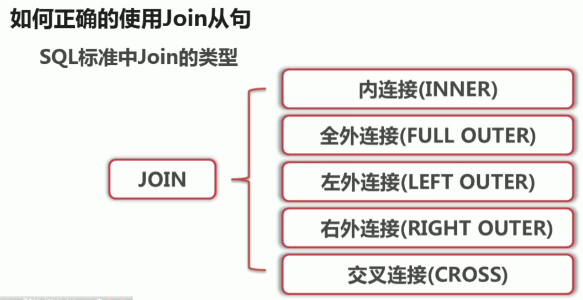 如何正确的使用Join从句
SQL标准中Join的类型
内连接(INNER)
全外连接(FULL OUTER)
JOIN
左外连接(LEFT OUTER)
右外连接(RIGHT OUTER)
交叉连接(CROSS)